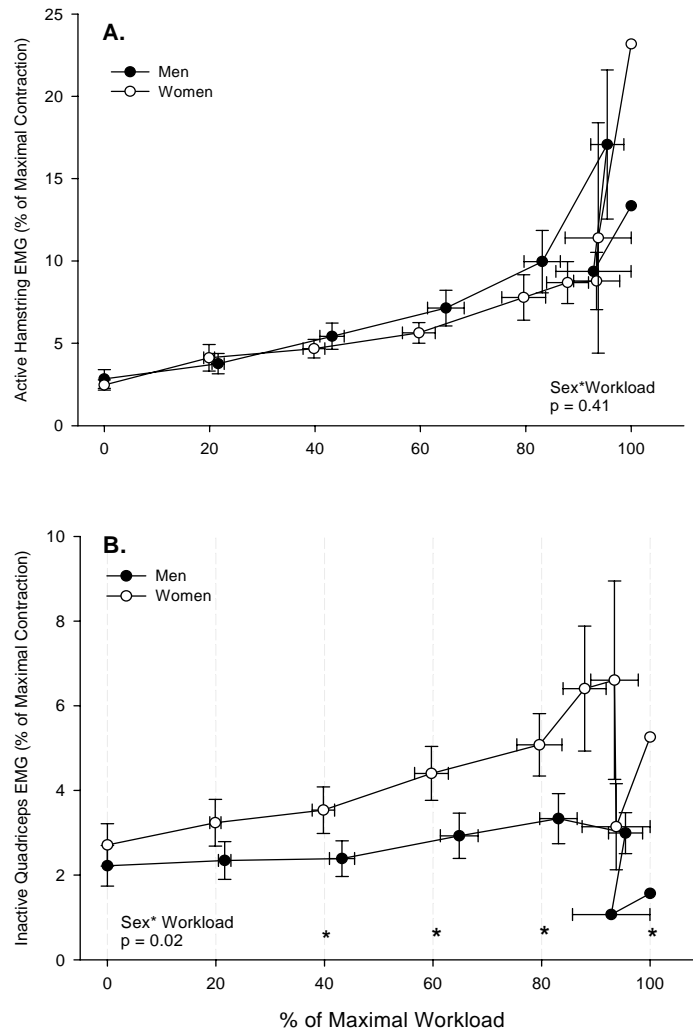 A.
Men
Women
25
20
15
10
5
0
Active Hamstring EMG (% of Maximal Contraction)
Sex*Workload
p = 0.41
0 20 40 60 80 100
B.
Men
Women
10
8
6
4
2
0
Inactive Quadriceps EMG (% of Maximal Contraction)
Sex* Workload
p = 0.02
* * * *
0 20 40 60 80 100
% of Maximal Workload